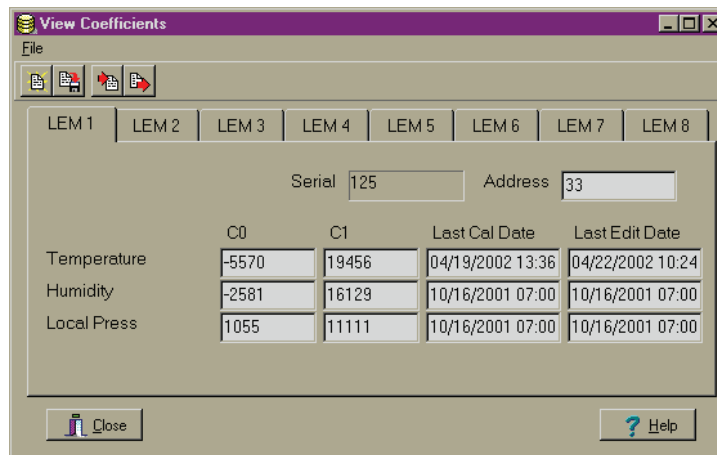 View Coefficients
File
LEM 1 LEM 2 LEM 3 LEM 4 LEM 5 LEM 6 LEM 7 LEM 8
Serial 125 Address 33
C0 C1 Last Cal Date Last Edit Date
Temperature -5570 19456 04/19/2002 13:36 04/22/2002 10:24
Humidity -2581 16129 10/16/2001 07:00 10/16/2001 07:00
Local Press 1055 11111 10/16/2001 07:00 10/16/2001 07:00
Close ? Help